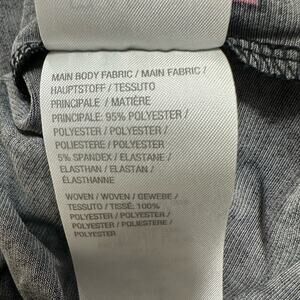 MAIN BODY FABRIC / MAIN FABRIC /
HAUPTSTOFF / TESSUTO
PRINCIPALE / MATIÈRE
PRINCIPALE: 95% POLYESTER /
POLYESTER / POLYESTER /
POLIESTERE / POLYESTER
5% SPANDEX / ELASTANE /
ELASTHAN / ELASTAN /
ÉLASTHANNE
WOVEN / WOVEN / GEWEBE /
TESSUTO / TISSÉ: 100%
POLYESTER / POLYESTER /
POLYESTER / POLIESTERE /
POLYESTER